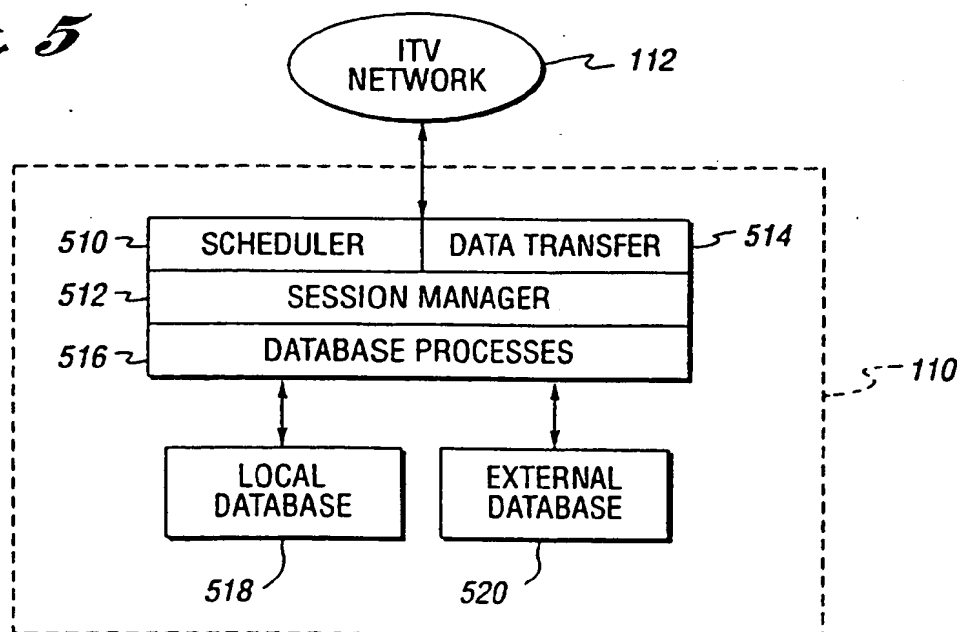 5
ITV
NETWORK
112
510
SCHEDULER
DATA TRANSFER
514
512
SESSION MANAGER
516
DATABASE PROCESSES
110
LOCAL
DATABASE
EXTERNAL
DATABASE
518
520